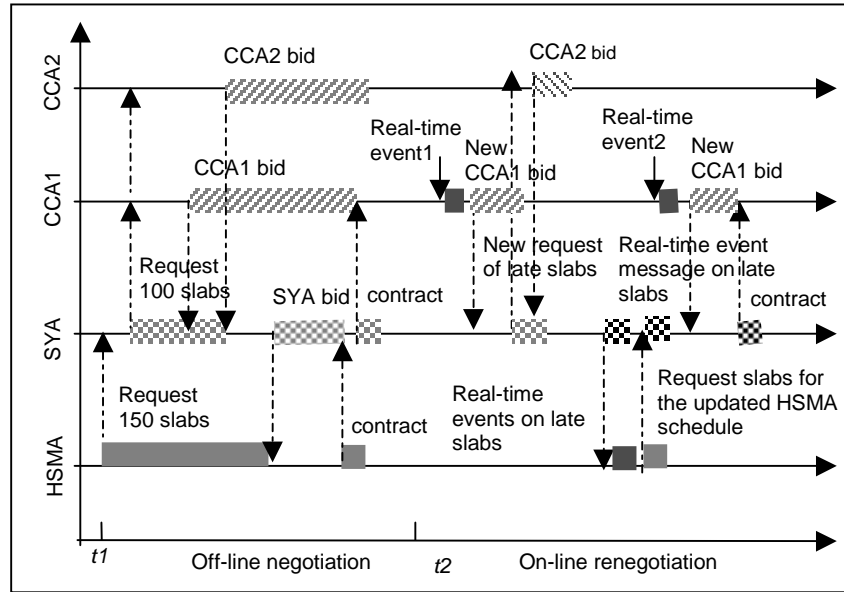 CCA2
CCA2 bid
CCA2 bid
Real-time
event1
Real-time
event2
New
CCA1 bid
New
CCA1 bid
CCA1
CCA1 bid
Request
100 slabs
New request
of late slabs
Real-time event
message on late
slabs
SYA bid
contract
contract
SYA
Request
150 slabs
contract
Real-time
events on late
slabs
Request slabs for
the updated HSMA
schedule
HSMA
t1
Off-line negotiation
t2
On-line renegotiation